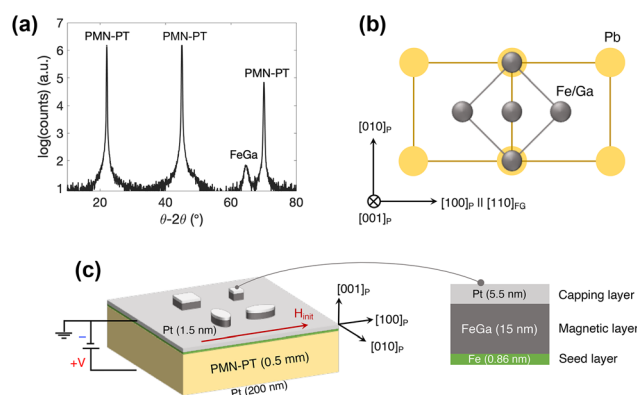 (a)
PMN-PT
PMN-PT
PMN-PT
FeGa
log(counts) (a.u.)
6
5
4
3
2
1
20
40
60
80
θ-2θ (°)
(b)
Pb
Fe/Ga
[010]P
[001]P
[100]P II [110]FG
(c)
Pt (1.5 nm)
Hinit
PMN-PT (0.5 mm)
Pt (200 nm)
−
+V
[001]P
[100]P
[010]P
Pt (5.5 nm)
Capping layer
FeGa (15 nm)
Magnetic layer
Fe (0.86 nm)
Seed layer